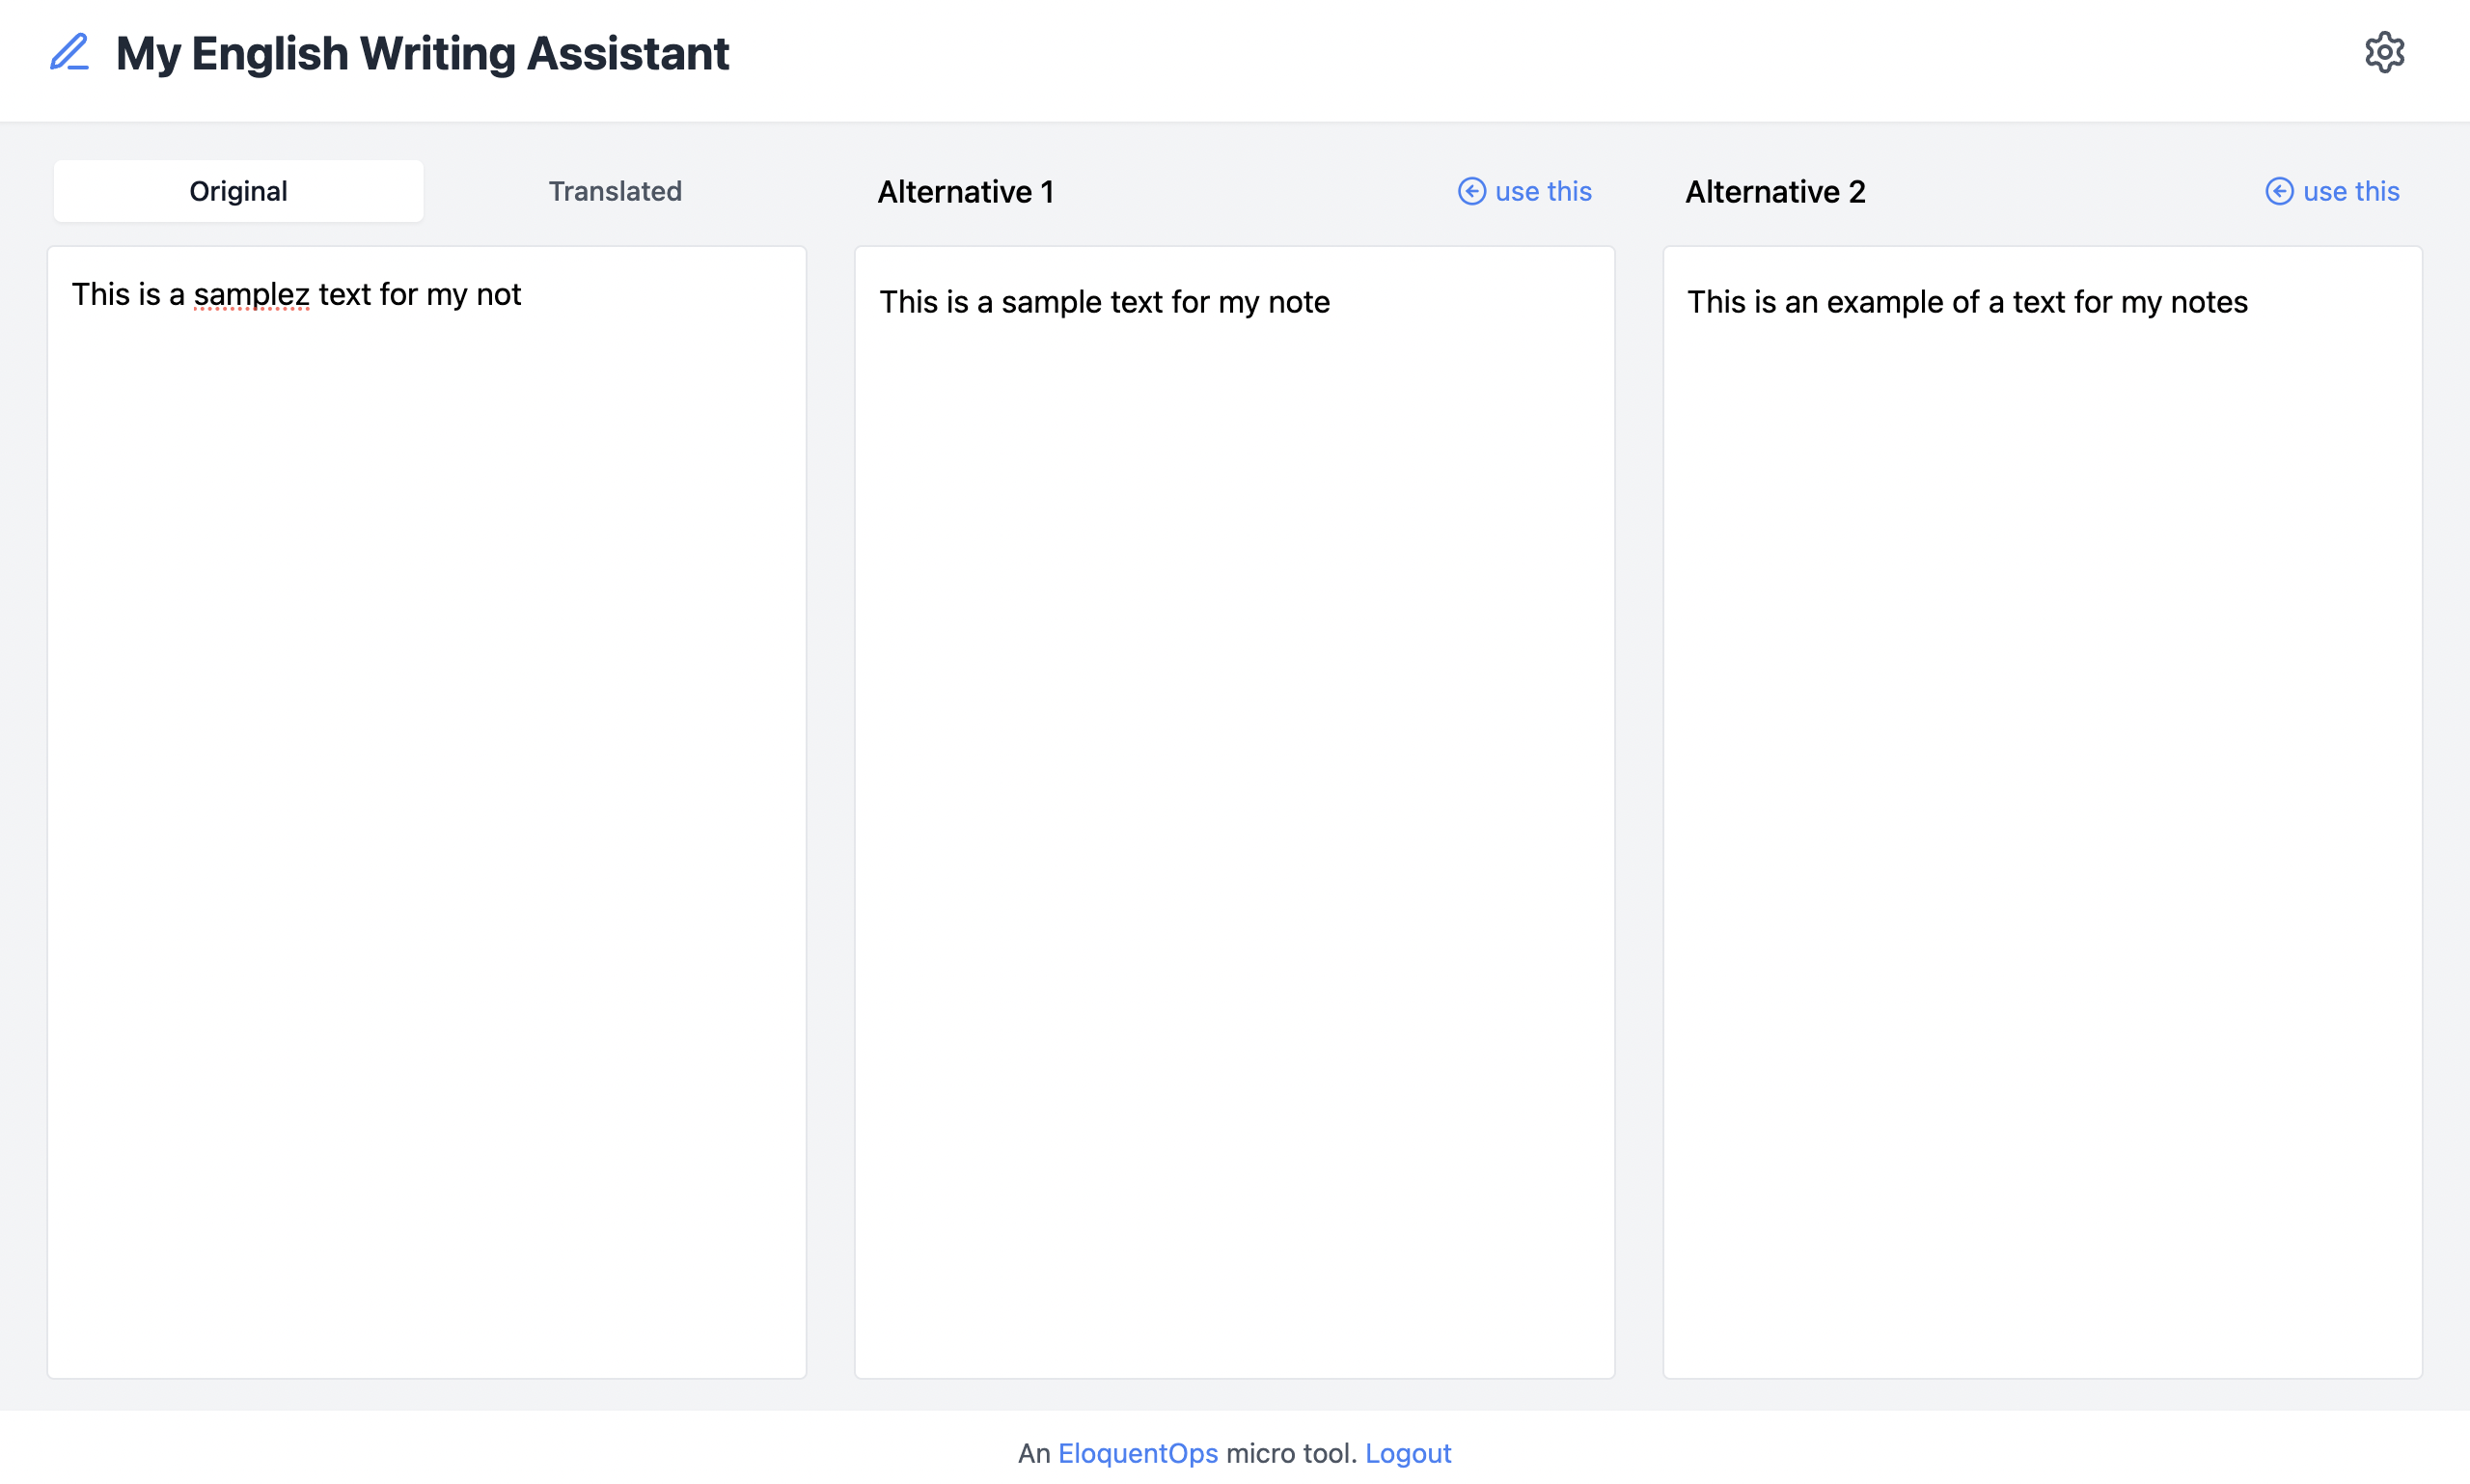 My English Writing Assistant
Original
Translated
Alternative 1
use this
Alternative 2
use this
This is a samplez text for my not
This is a sample text for my note
This is an example of a text for my notes
An EloquentOps micro tool. Logout